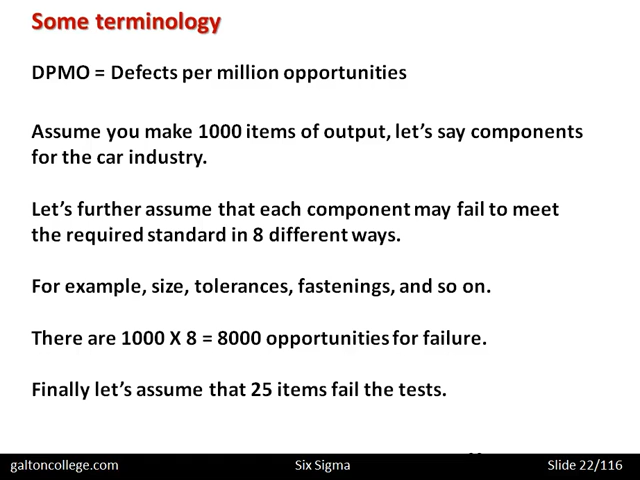 Some terminology
DPMO = Defects per million opportunities
Assume you make 1000 items of output, let's say components
for the car industry.
Let's further assume that each component may fail to meet
the required standard in 8 different ways.
For example, size, tolerances, fastenings, and so on.
There are 1000 X 8 = 8000 opportunities for failure.
Finally let's assume that 25 items fail the tests.
galtoncollege.com Six Sigma Slide 22/116